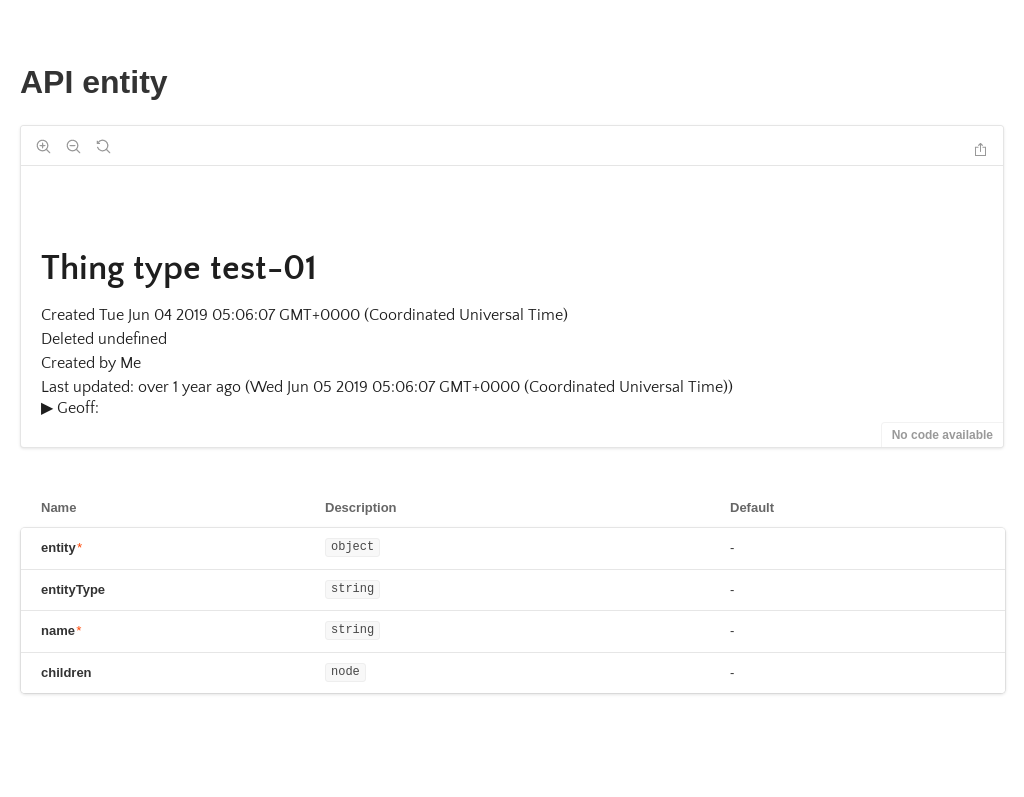 API entity
Thing type test-01
Created Tue Jun 04 2019 05:06:07 GMT+0000 (Coordinated Universal Time)
Deleted undefined
Created by Me
Last updated: over 1 year ago (Wed Jun 05 2019 05:06:07 GMT+0000 (Coordinated Universal Time))
▶ Geoff:
No code available
Name Description Default
entity* object -
entityType string -
name* string -
children node -